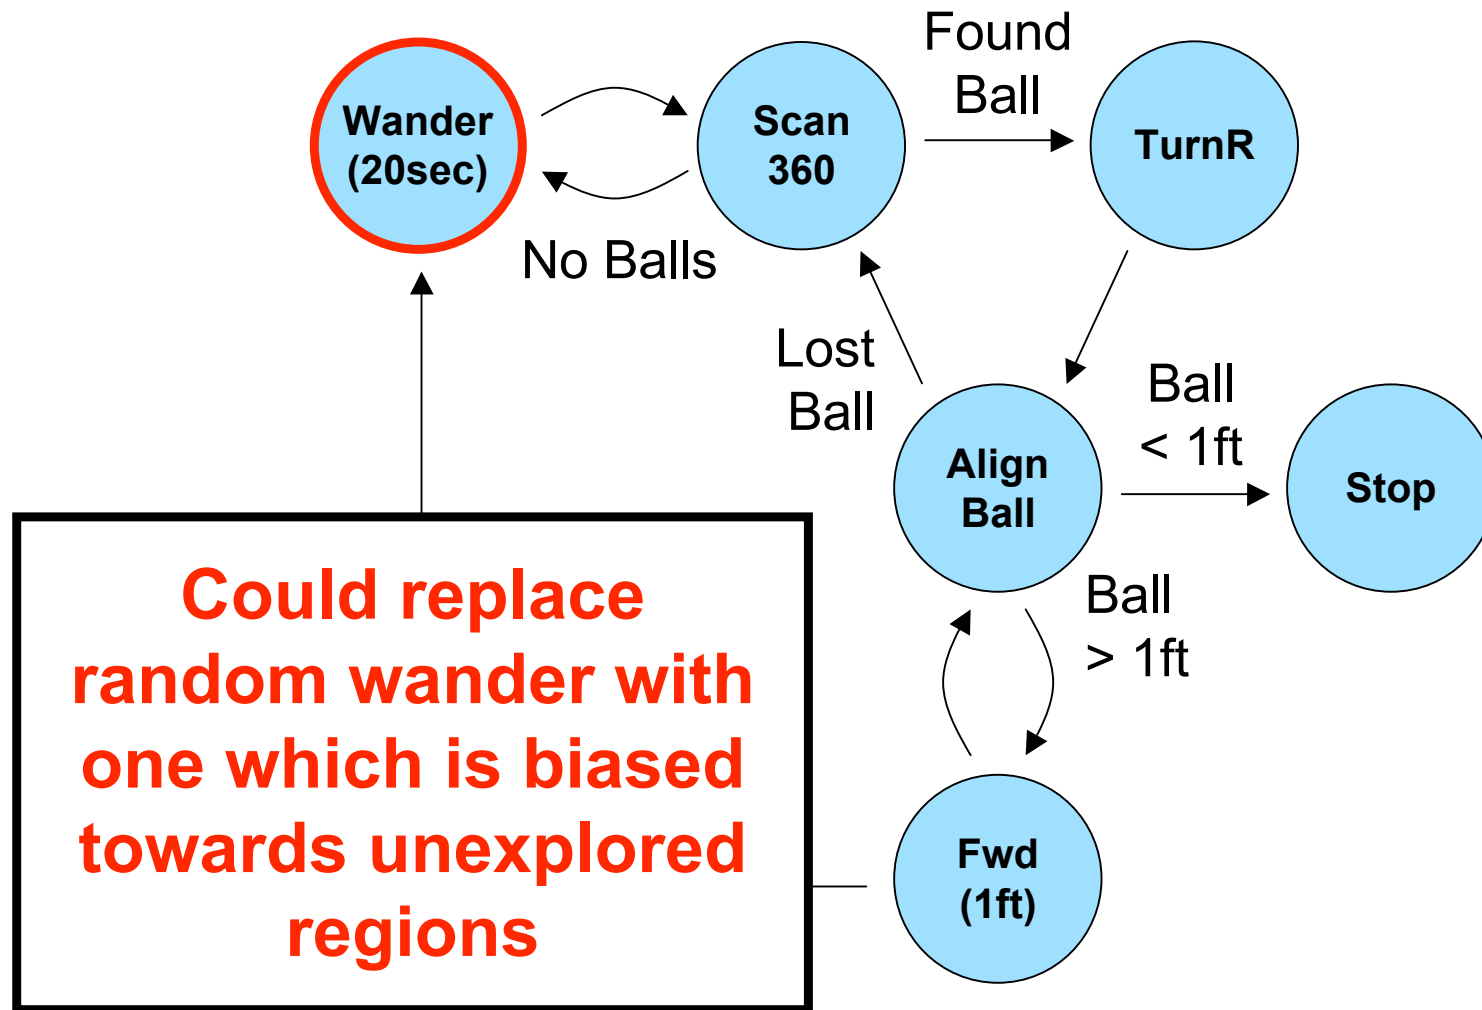 Found
Ball
Wander
(20sec)
Scan
360
TurnR
No Balls
Lost
Ball
Ball
< 1ft
Align
Ball
Stop
Ball
> 1ft
Could replace
random wander with
one which is biased
towards unexplored
regions
Fwd
(1ft)